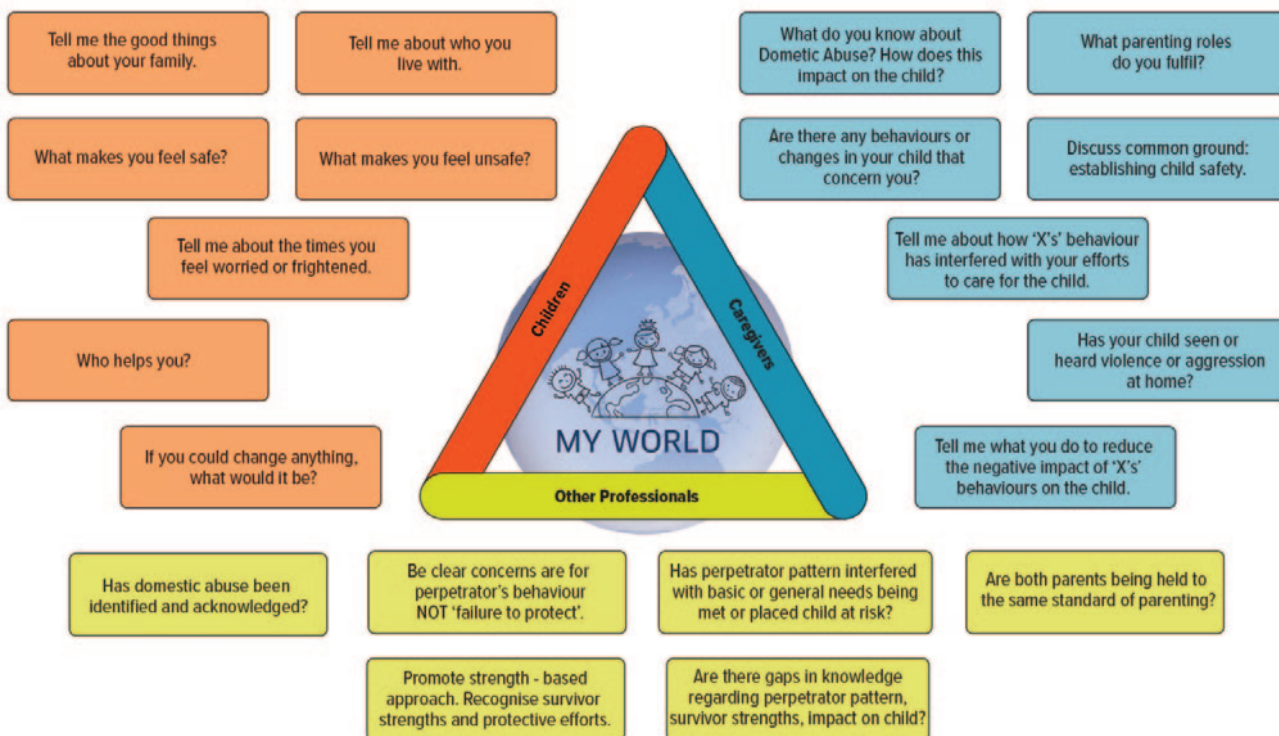 Tell me the good things
about your family.
Tell me about who you
live with.
What makes you feel safe?
What makes you feel unsafe?
Tell me about the times you
feel worried or frightened.
Who helps you?
If you could change anything,
what would it be?
What do you know about
Dometic Abuse? How does this
impact on the child?
What parenting roles
do you fulfil?
Are there any behaviours or
changes in your child that
concern you?
Discuss common ground:
establishing child safety.
Tell me about how ‘X’s’ behaviour
has interfered with your efforts
to care for the child.
Has your child seen or
heard violence or aggression
at home?
Tell me what you do to reduce
the negative impact of ‘X’s’
behaviours on the child.
Children
Caregivers
MY WORLD
Other Professionals
Has domestic abuse been
identified and acknowledged?
Be clear concerns are for
perpetrator’s behaviour
NOT ‘failure to protect’.
Has perpetrator pattern interfered
with basic or general needs being
met or placed child at risk?
Are both parents being held to
the same standard of parenting?
Promote strength - based
approach. Recognise survivor
strengths and protective efforts.
Are there gaps in knowledge
regarding perpetrator pattern,
survivor strengths, impact on child?